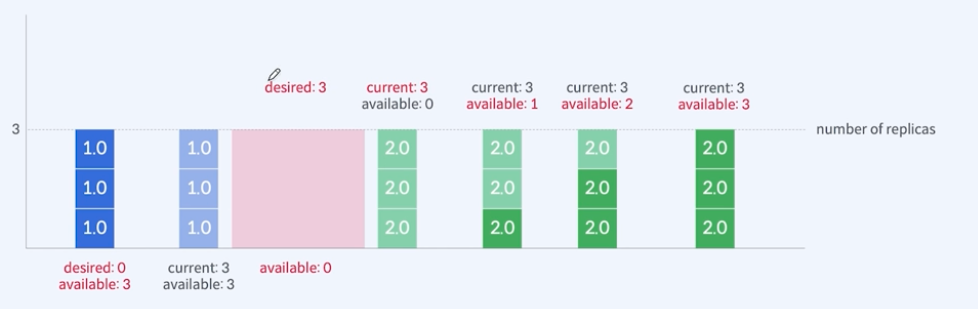 desired: 3
current: 3
available: 0
current: 3
available: 1
current: 3
available: 2
current: 3
available: 3
3
number of replicas
1.0
1.0
1.0
1.0
1.0
1.0
2.0
2.0
2.0
2.0
2.0
2.0
2.0
2.0
2.0
2.0
2.0
2.0
desired: 0
available: 3
current: 3
available: 3
available: 0